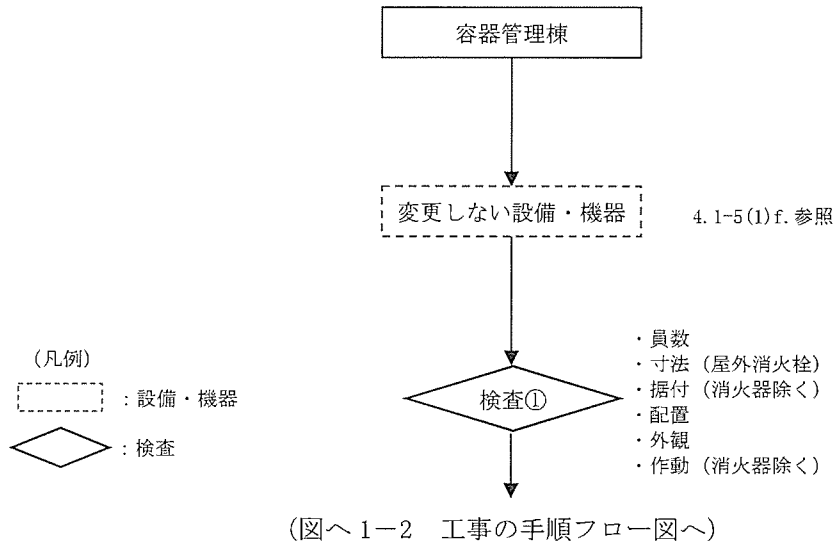 容器管理棟
変更しない設備・機器
4.1-5(1)f.参照
(凡例)
：設備・機器
：検査
検査①
・員数
・寸法（屋外消火栓）
・据付（消火器除く）
・配置
・外観
・作動（消火器除く）
(図ヘ1－2　工事の手順フロー図へ)